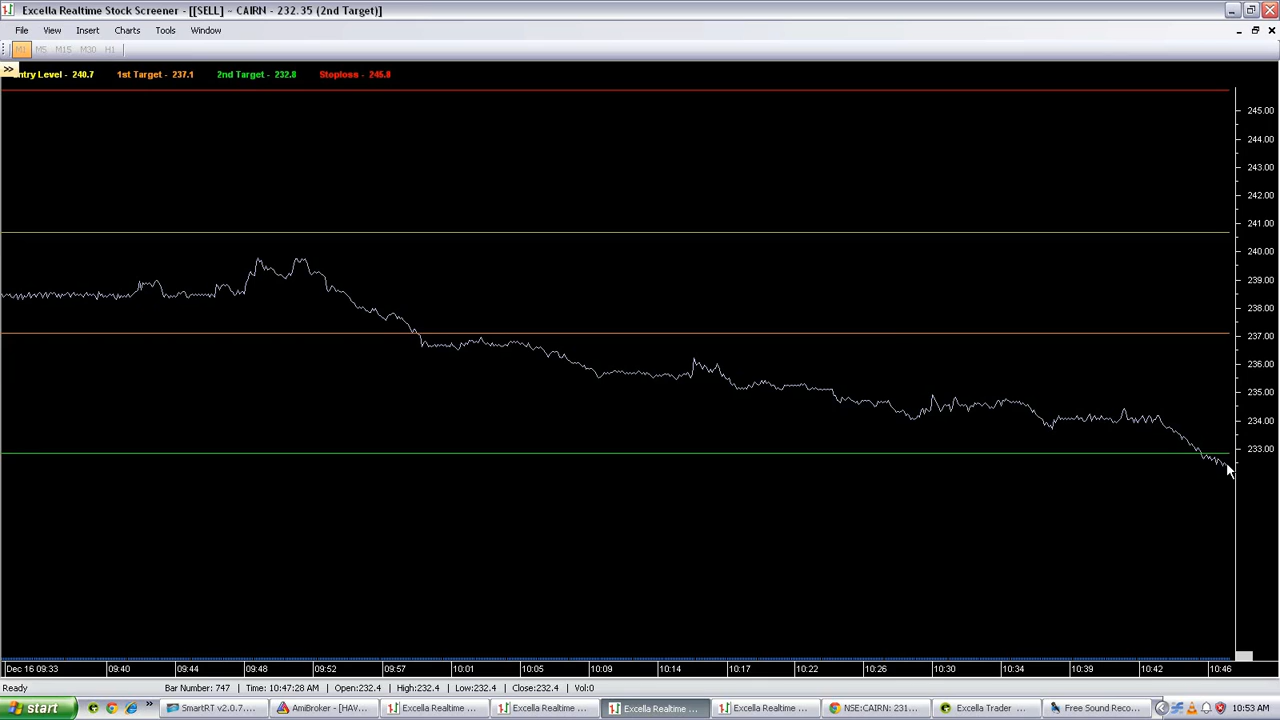 Excella Realtime Stock Screener - [[SELL] ~ CAIRN - 232.35 (2nd Target)]
File View Insert Charts Tools Window
M1 M5 M15 M30 H1
>> ntry Level - 240.7 1st Target - 237.1 2nd Target - 232.8 Stoploss - 245.8
245.00
244.00
243.00
242.00
241.00
240.00
239.00
238.00
237.00
236.00
235.00
234.00
233.00
Dec 16 09:33 09:40 09:44 09:48 09:52 09:57 10:01 10:05 10:09 10:14 10:17 10:22 10:26 10:30 10:34 10:39 10:42 10:46
Ready Bar Number: 747 Time: 10:47:28 AM Open:232.4 High:232.4 Low:232.4 Close:232.4 Vol:0
start SmartRT v2.0.7... AmiBroker - [HAV... Excella Realtime ... Excella Realtime ... Excella Realtime ... Excella Realtime ... NSE:CAIRN: 231... Excella Trader ... Free Sound Reco... 10:53 AM